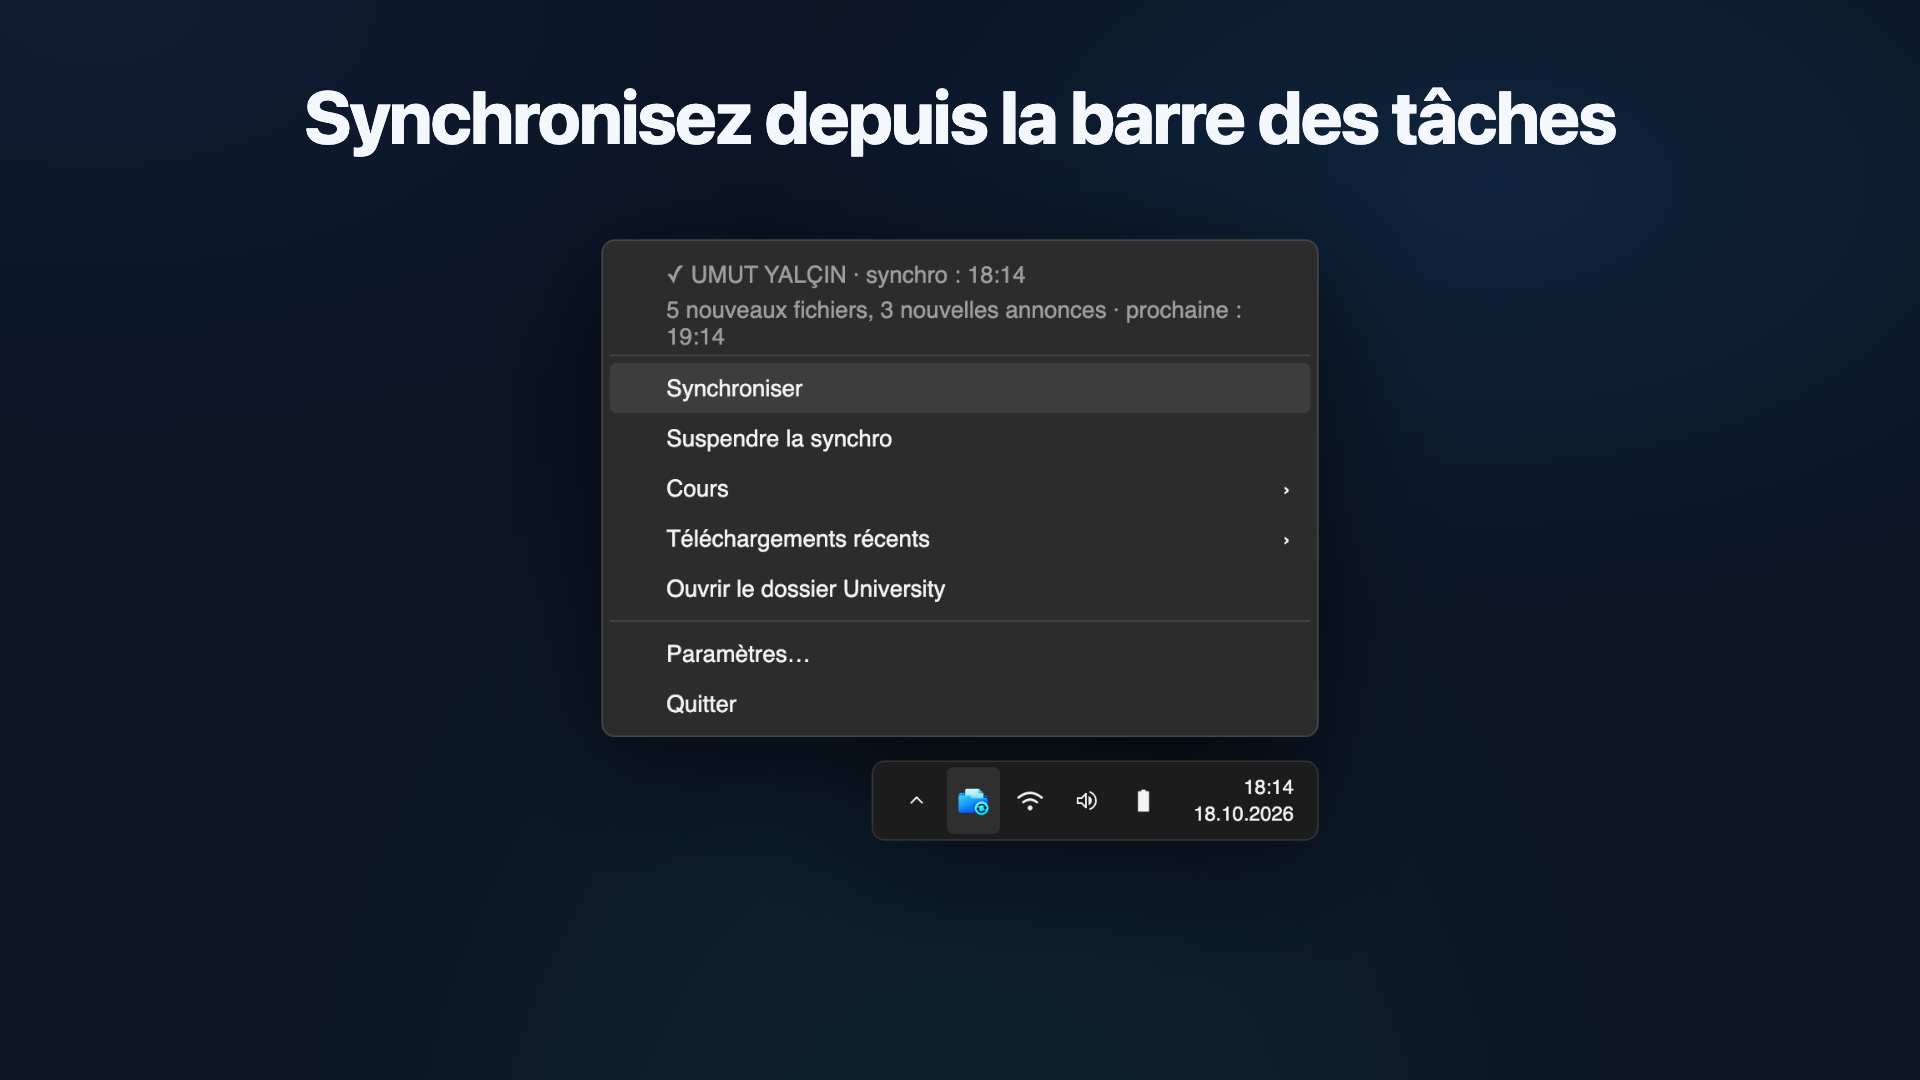 Synchronisez depuis la barre des tâches
✓ UMUT YALÇIN · synchro : 18:14
5 nouveaux fichiers, 3 nouvelles annonces · prochaine :
19:14
Synchroniser
Suspendre la synchro
Cours
Téléchargements récents
Ouvrir le dossier University
Paramètres…
Quitter
18:14
18.10.2026